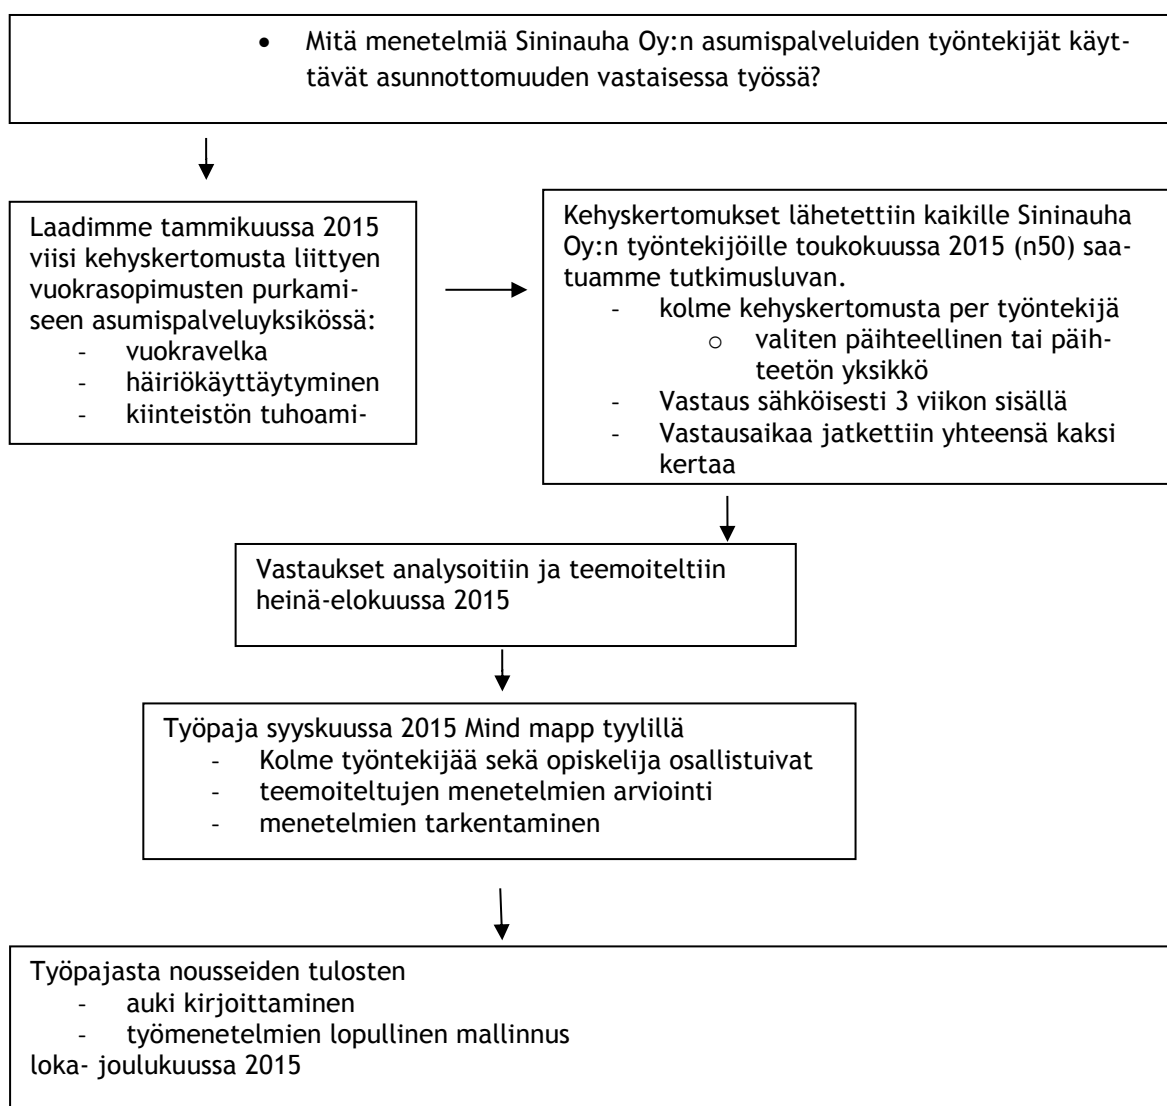 • Mitä menetelmiä Sininauha Oy:n asumispalveluiden työntekijät käyt-
tävät asunnottomuuden vastaisessa työssä?
Laadimme tammikuussa 2015
viisi kehyskertomusta liittyen
vuokrasopimusten purkami-
seen asumispalveluyksikössä:
- vuokravelka
- häiriökäyttäytyminen
- kiinteistön tuhoami-
Kehyskertomukset lähetettiin kaikille Sininauha
Oy:n työntekijöille toukokuussa 2015 (n50) saa-
tuamme tutkimusluvan.
- kolme kehyskertomusta per työntekijä
o valiten päihteellinen tai päih-
teetön yksikkö
- Vastaus sähköisesti 3 viikon sisällä
- Vastausaikaa jatkettiin yhteensä kaksi
kertaa
Vastaukset analysoitiin ja teemoiteltiin
heinä-elokuussa 2015
Työpaja syyskuussa 2015 Mind mapp tyylillä
- Kolme työntekijää sekä opiskelija osallistuivat
- teemoiteltujen menetelmien arviointi
- menetelmien tarkentaminen
Työpajasta nousseiden tulosten
- auki kirjoittaminen
- työmenetelmien lopullinen mallinnus
loka- joulukuussa 2015